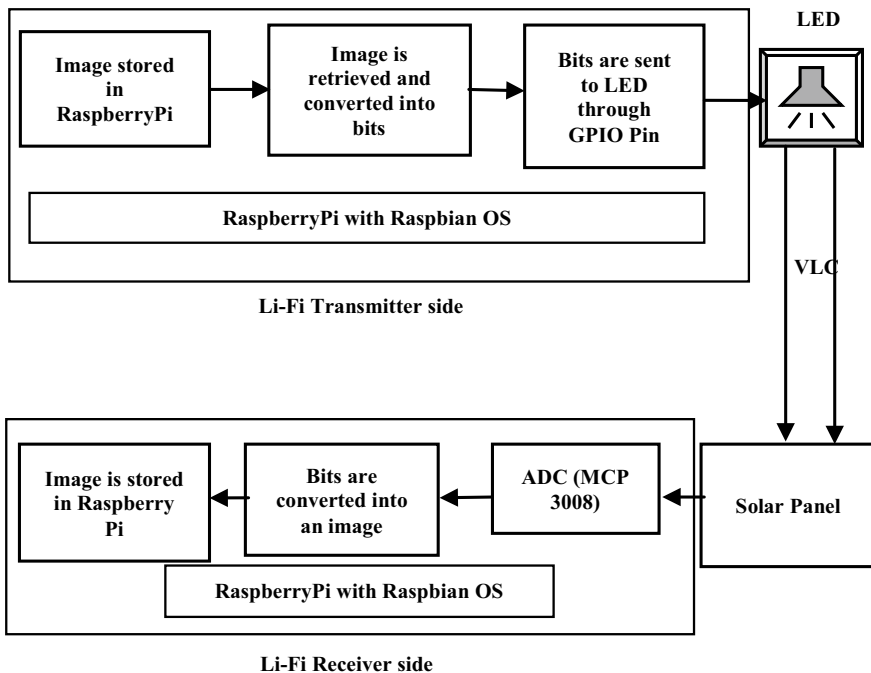 LED
Image stored
in
RaspberryPi
Image is
retrieved and
converted into
bits
Bits are sent
to LED
through
GPIO Pin
RaspberryPi with Raspbian OS
VLC
Li-Fi Transmitter side
Image is stored
in Raspberry
Pi
Bits are
converted into
an image
ADC (MCP
3008)
Solar Panel
RaspberryPi with Raspbian OS
Li-Fi Receiver side